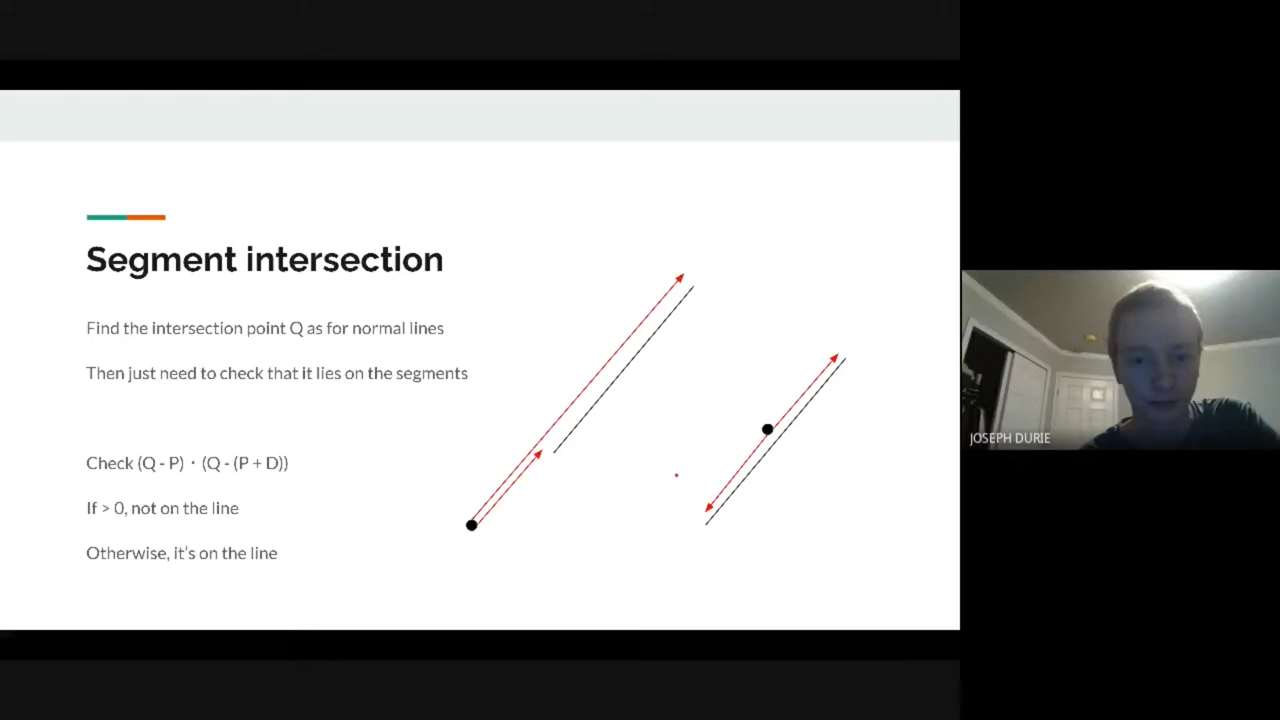 Segment intersection
Find the intersection point Q as for normal lines
Then just need to check that it lies on the segments
Check (Q - P) · (Q - (P + D))
If > 0, not on the line
Otherwise, it's on the line
JOSEPH DURIE